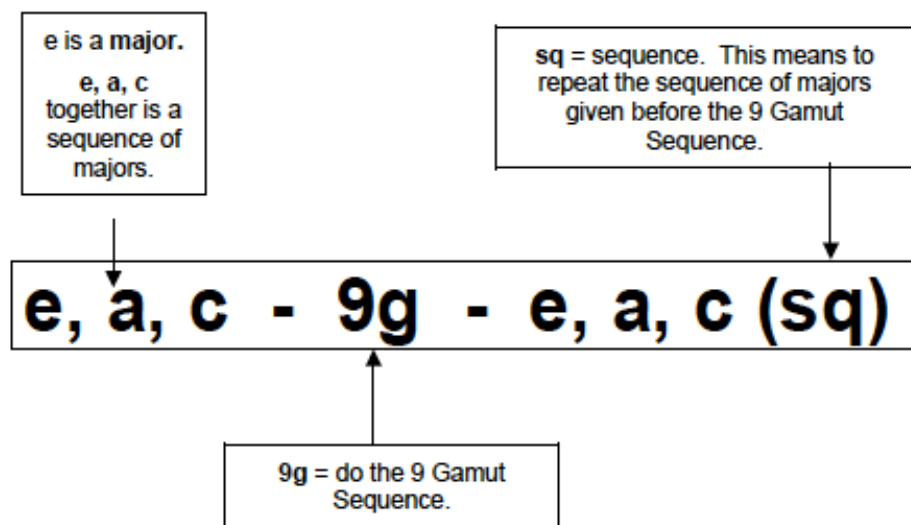 e is a major.
e, a, c
together is a
sequence of
majors.
sq = sequence. This means to
repeat the sequence of majors
given before the 9 Gamut
Sequence.
e, a, c - 9g - e, a, c (sq)
9g = do the 9 Gamut
Sequence.